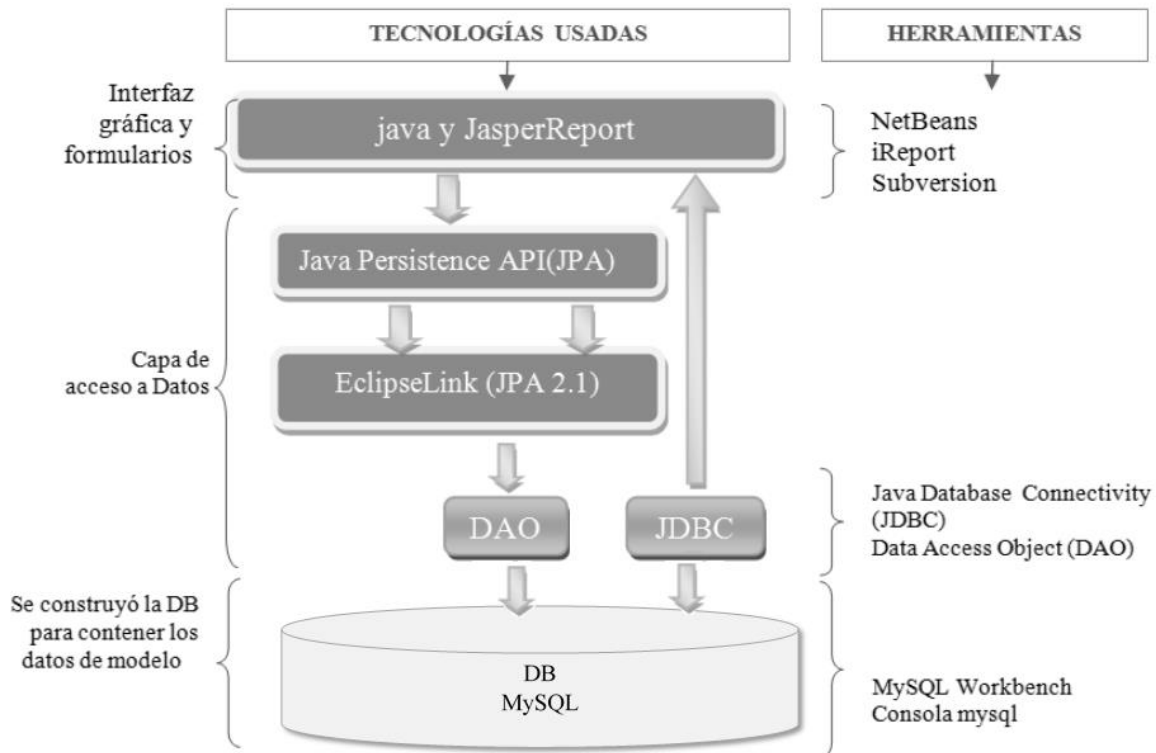 TECNOLOGÍAS USADAS
HERRAMIENTAS
Interfaz
gráfica y
formularios
java y JasperReport
NetBeans
iReport
Subversion
Java Persistence API(JPA)
Capa de
acceso a Datos
EclipseLink (JPA 2.1)
DAO
JDBC
Java Database Connectivity
(JDBC)
Data Access Object (DAO)
Se construyó la DB
para contener los
datos de modelo
DB
MySQL
MySQL Workbench
Consola mysql